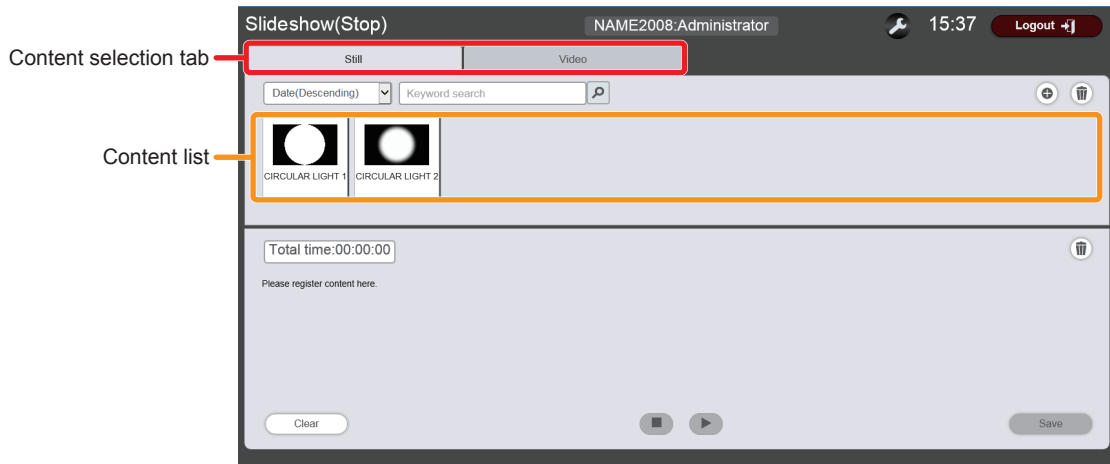 Slideshow(Stop) NAME2008:Administrator 15:37 Logout
Content selection tab
Still Video
Date(Descending) Keyword search
Content list
CIRCULAR LIGHT 1 CIRCULAR LIGHT 2
Total time:00:00:00
Please register content here.
Clear Save